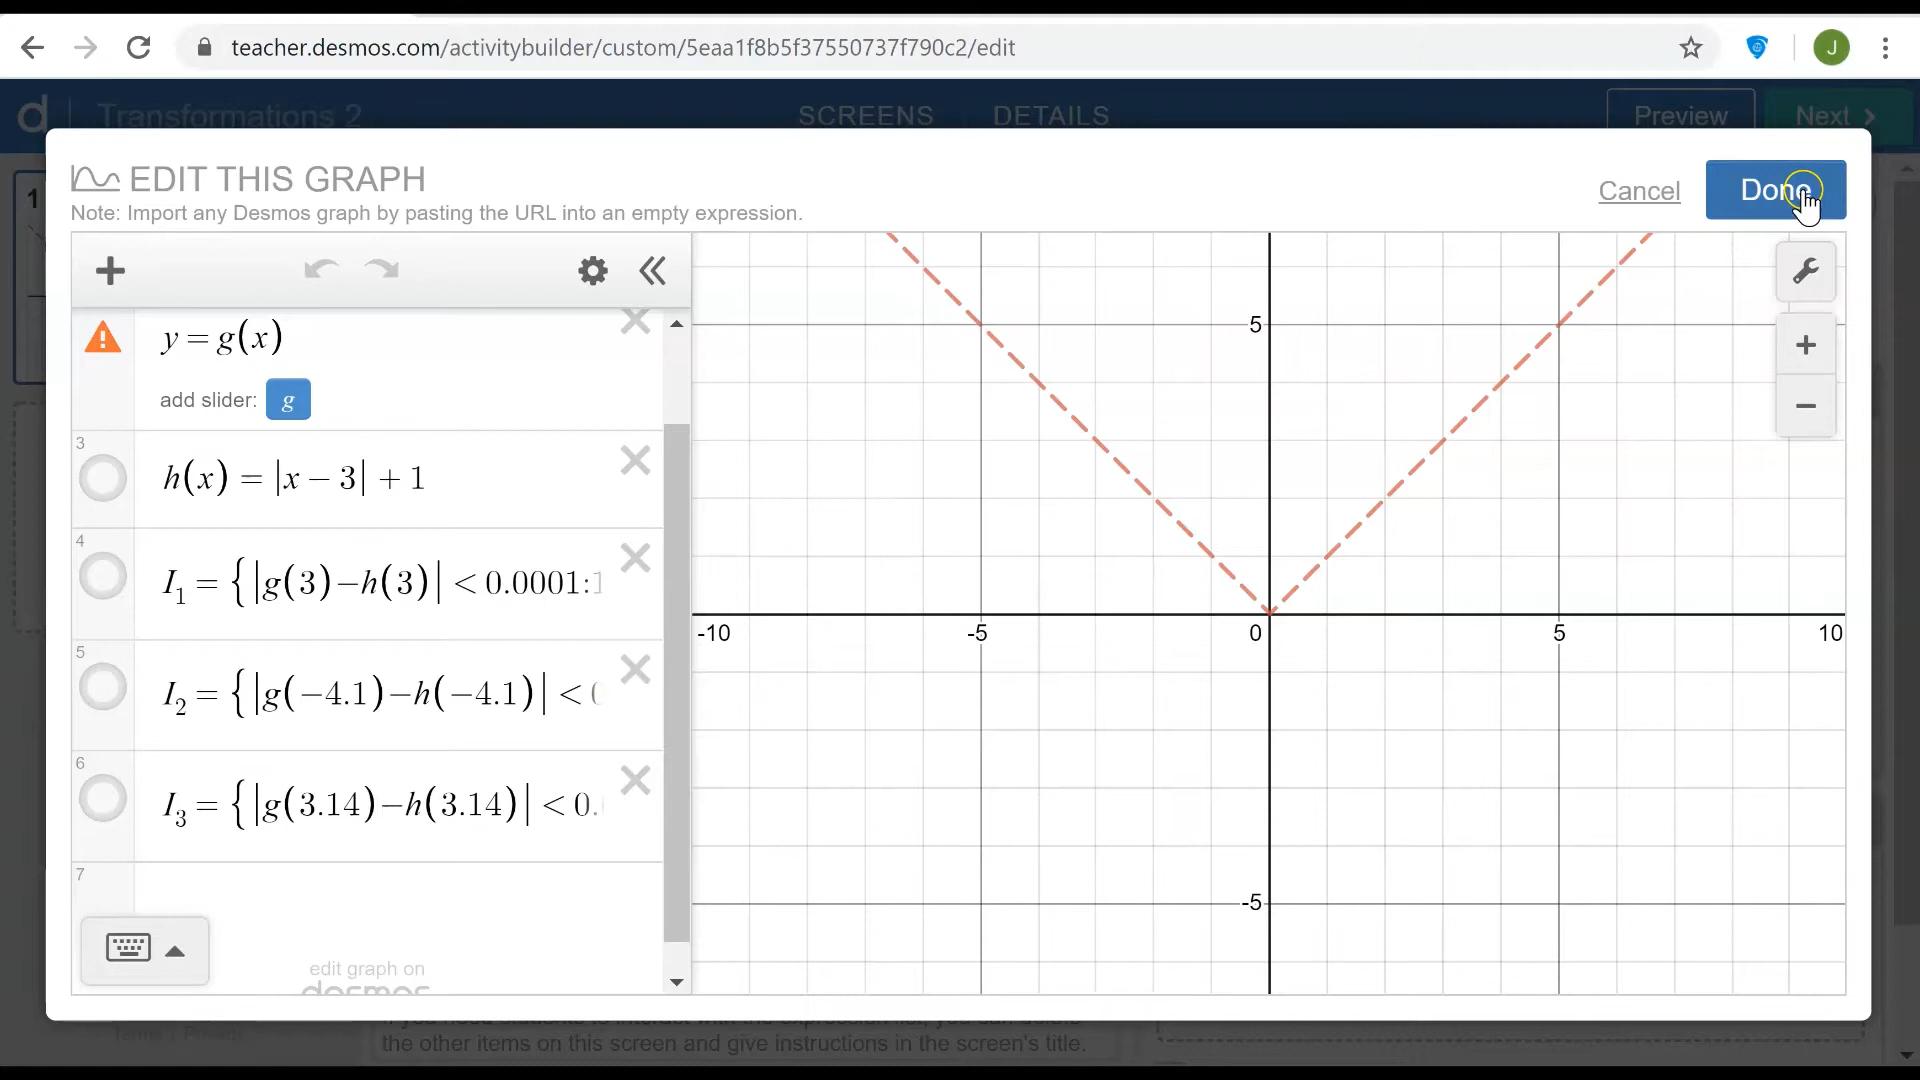 teacher.desmos.com/activitybuilder/custom/5eaa1f8b5f37550737f790c2/edit
J
d Transformations 2 SCREENS DETAILS Preview Next >
1
EDIT THIS GRAPH
Cancel Done
Note: Import any Desmos graph by pasting the URL into an empty expression.
y = g(x)
add slider: g
3
h(x) = |x − 3| + 1
4
I₁ = {|g(3)−h(3)| < 0.0001:1
5
I₂ = {|g(−4.1)−h(−4.1)| < 0
6
I₃ = {|g(3.14)−h(3.14)| < 0.
7
edit graph on
desmos
5
-10 -5 0 5 10
-5
the other items on this screen and give instructions in the screen's title.